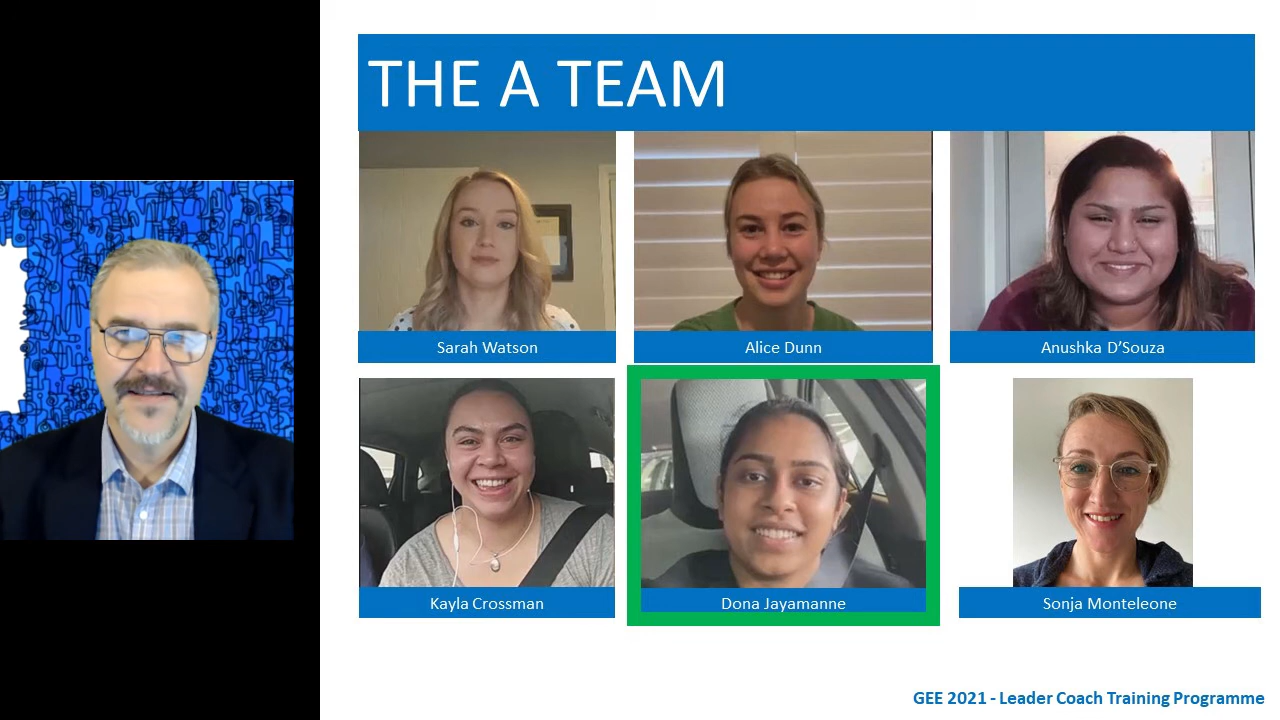 THE A TEAM
Sarah Watson
Alice Dunn
Anushka D’Souza
Kayla Crossman
Dona Jayamanne
Sonja Monteleone
GEE 2021 - Leader Coach Training Programme